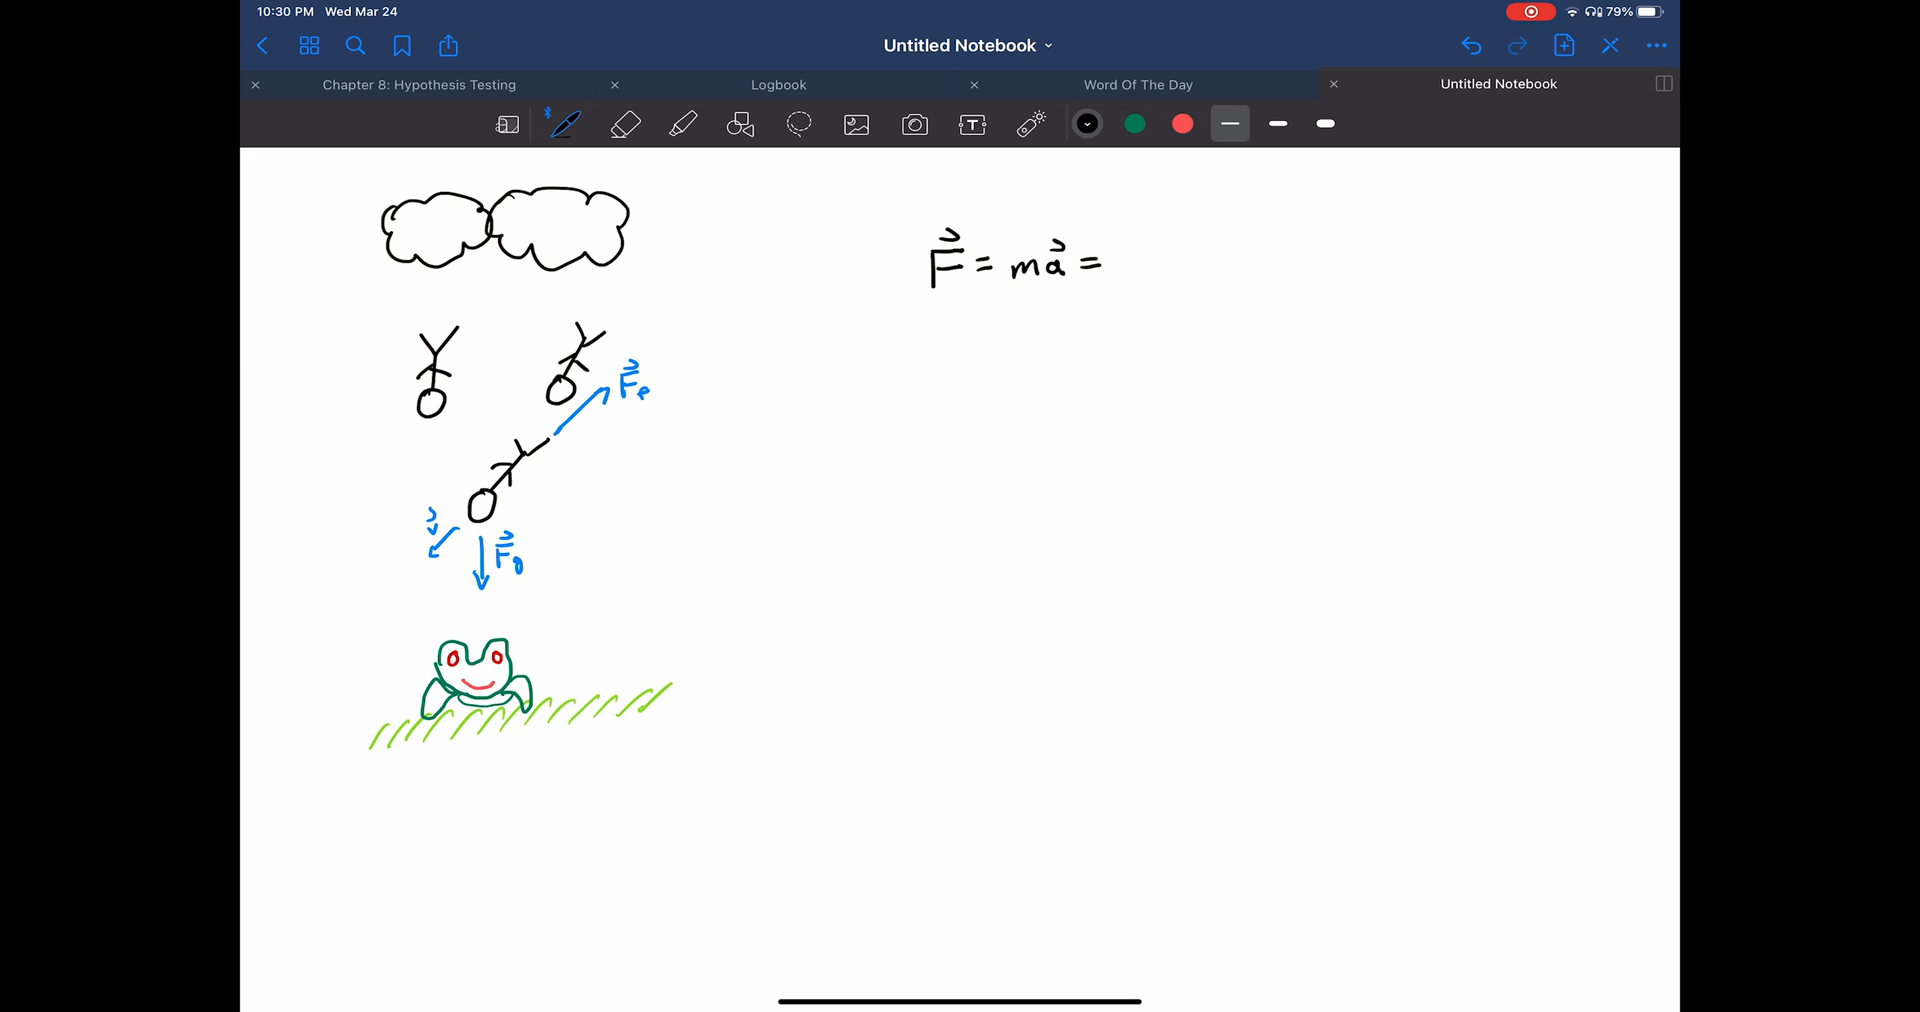 10:30 PM Wed Mar 24
79%
Untitled Notebook
Chapter 8: Hypothesis Testing
Logbook
Word Of The Day
Untitled Notebook
T
F⃗ = ma⃗ =
v⃗
F⃗g